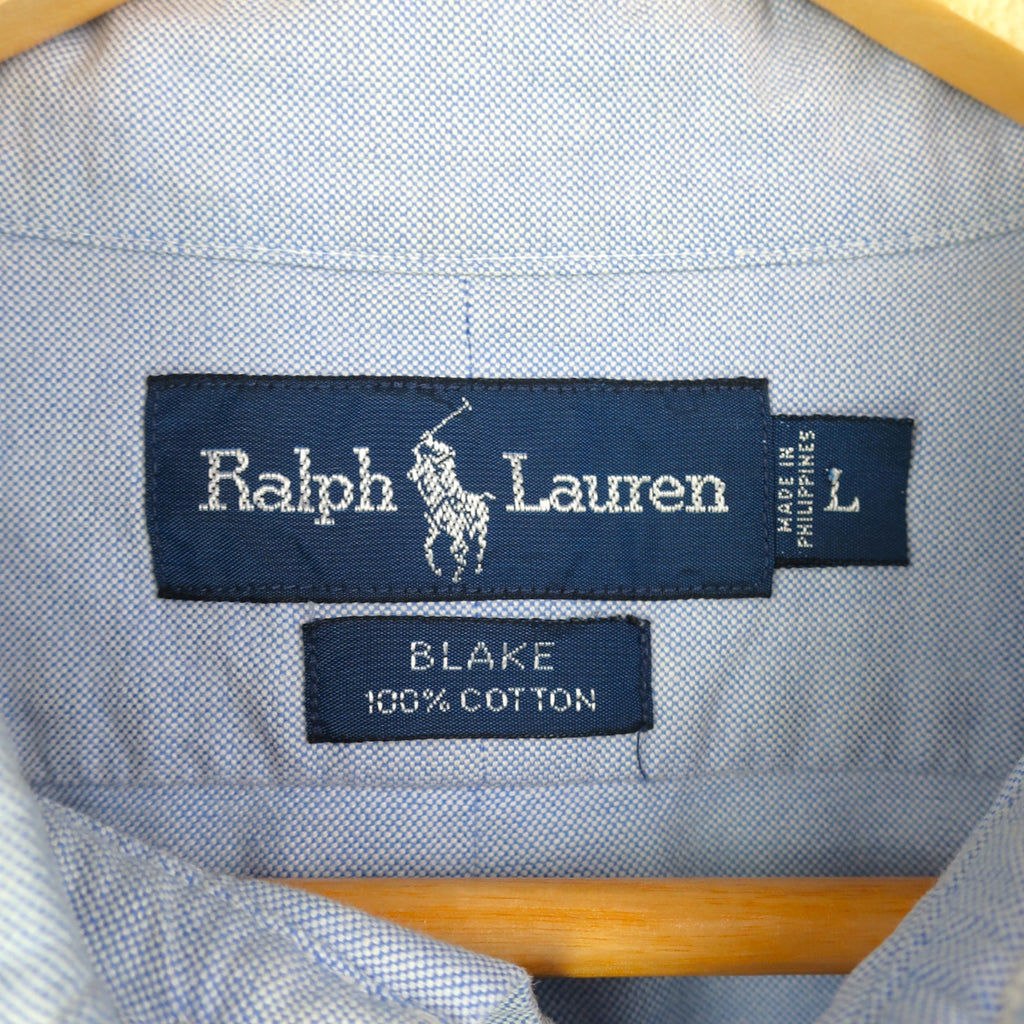 Ralph Lauren
MADE IN
PHILIPPINES
L
BLAKE
100% COTTON